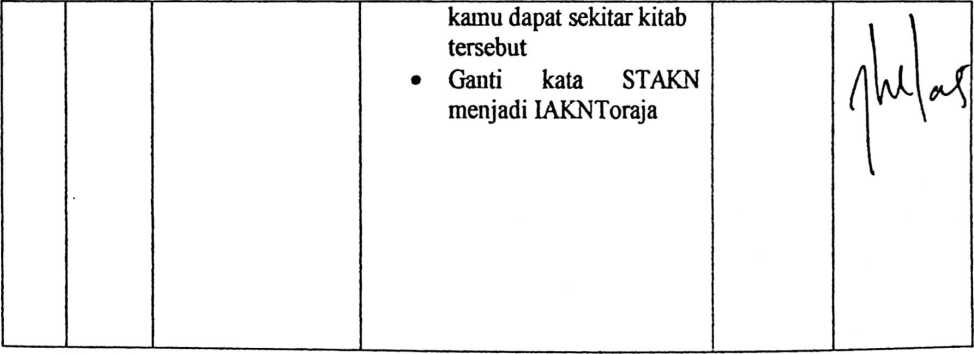 kamu dapat sekitar kitab
tersebut
• Ganti kata STAKN
menjadi IAKNToraja